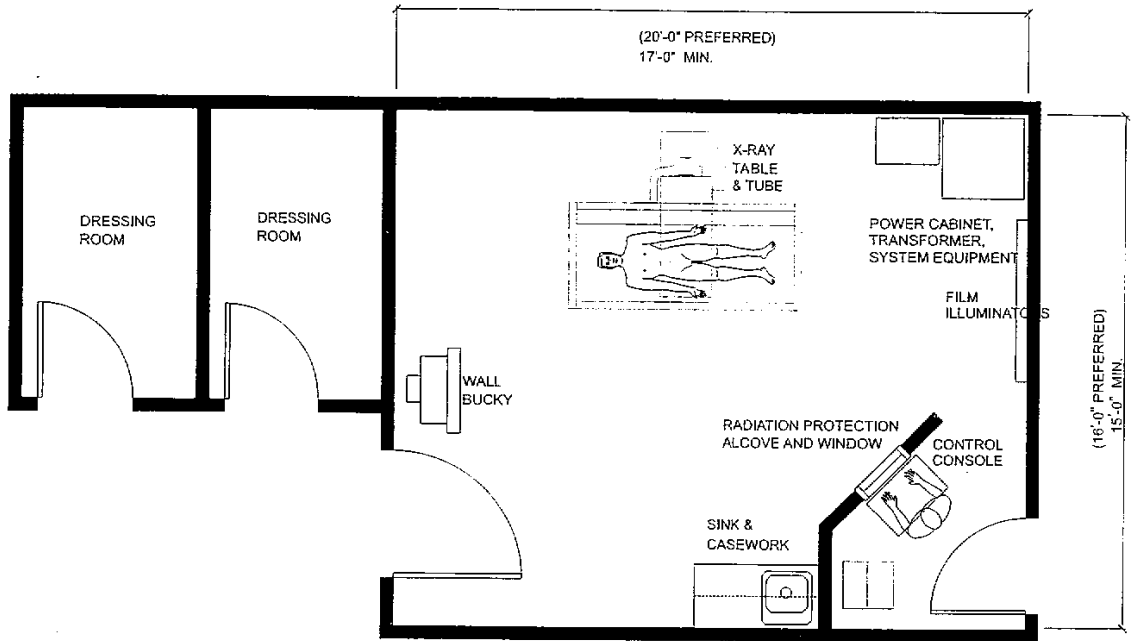 (20'-0" PREFERRED)
17'-0" MIN.
X-RAY
TABLE
& TUBE
DRESSING
ROOM
DRESSING
ROOM
POWER CABINET,
TRANSFORMER,
SYSTEM EQUIPMENT
FILM
ILLUMINATORS
(16'-0" PREFERRED)
15'-0" MIN.
WALL
BUCKY
RADIATION PROTECTION
ALCOVE AND WINDOW
CONTROL
CONSOLE
SINK &
CASEWORK